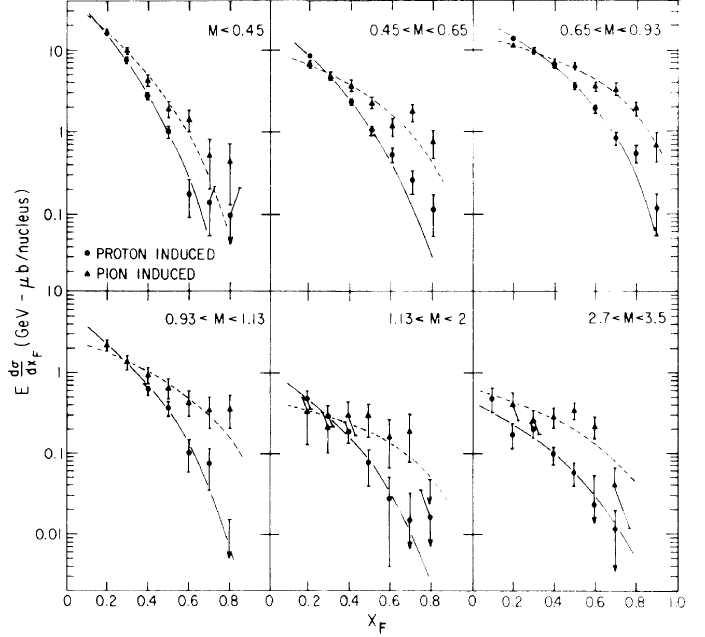 M < 0.45
0.45 < M < 0.65
0.65 < M < 0.93
10
1
0.1
● PROTON INDUCED
▲ PION INDUCED
E dσ/dx_F (GeV - μb/nucleus)
10
0.93 < M < 1.13
1.13 < M < 2
2.7 < M < 3.5
1
0.1
0.01
0 0.2 0.4 0.6 0.8 0 0.2 0.4 0.6 0.8 0 0.2 0.4 0.6 0.8 1.0
X_F